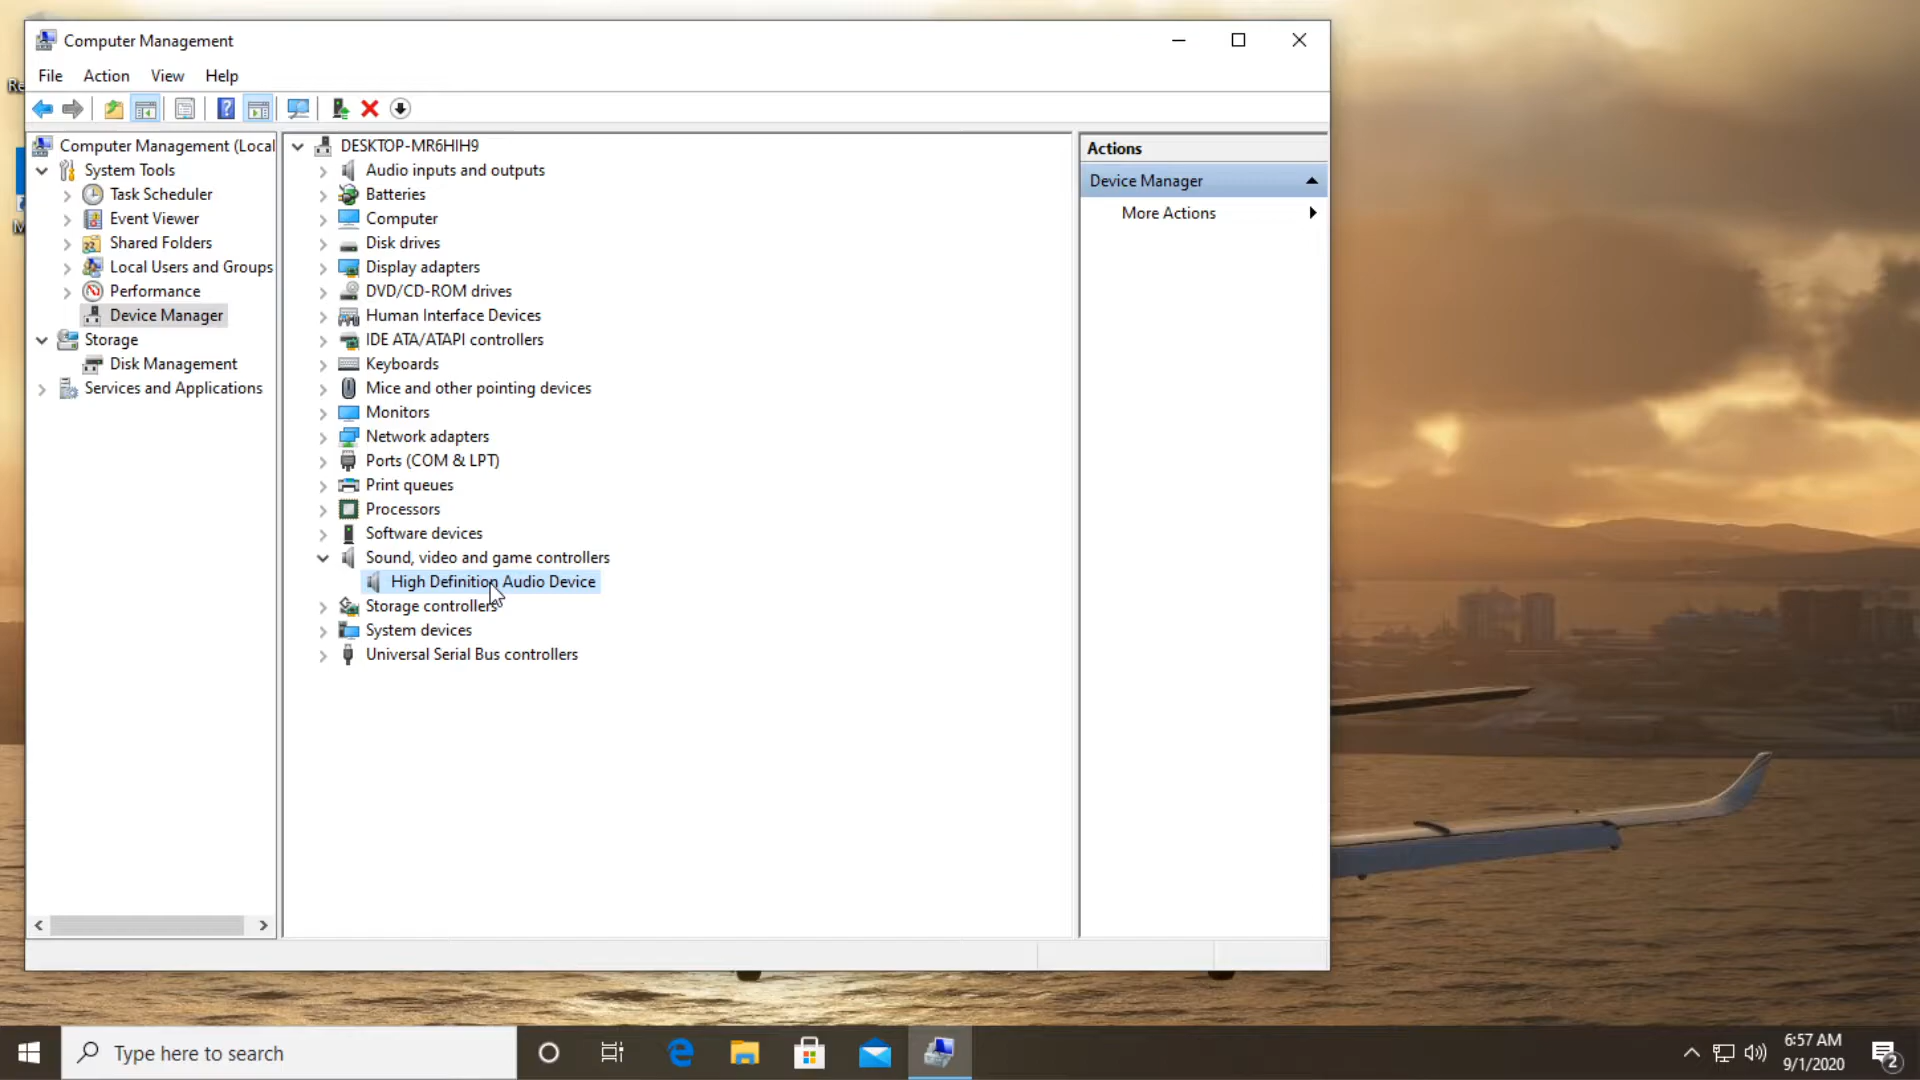 Computer Management
File Action View Help
Computer Management (Local
System Tools
Task Scheduler
Event Viewer
Shared Folders
Local Users and Groups
Performance
Device Manager
Storage
Disk Management
Services and Applications
DESKTOP-MR6HIH9
Audio inputs and outputs
Batteries
Computer
Disk drives
Display adapters
DVD/CD-ROM drives
Human Interface Devices
IDE ATA/ATAPI controllers
Keyboards
Mice and other pointing devices
Monitors
Network adapters
Ports (COM & LPT)
Print queues
Processors
Software devices
Sound, video and game controllers
High Definition Audio Device
Storage controllers
System devices
Universal Serial Bus controllers
Actions
Device Manager
More Actions
Re
M
Type here to search
6:57 AM
9/1/2020
2